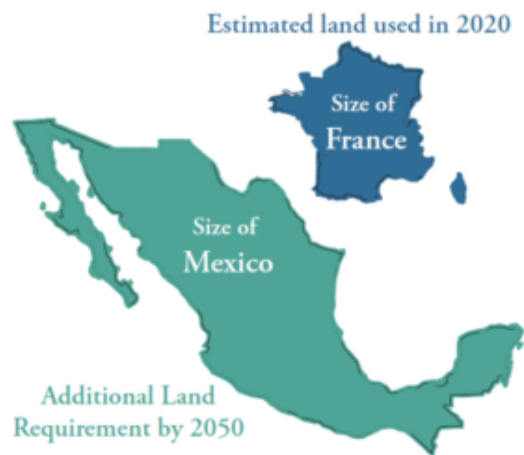 Estimated land used in 2020
Size of
France
Size of
Mexico
Additional Land
Requirement by 2050